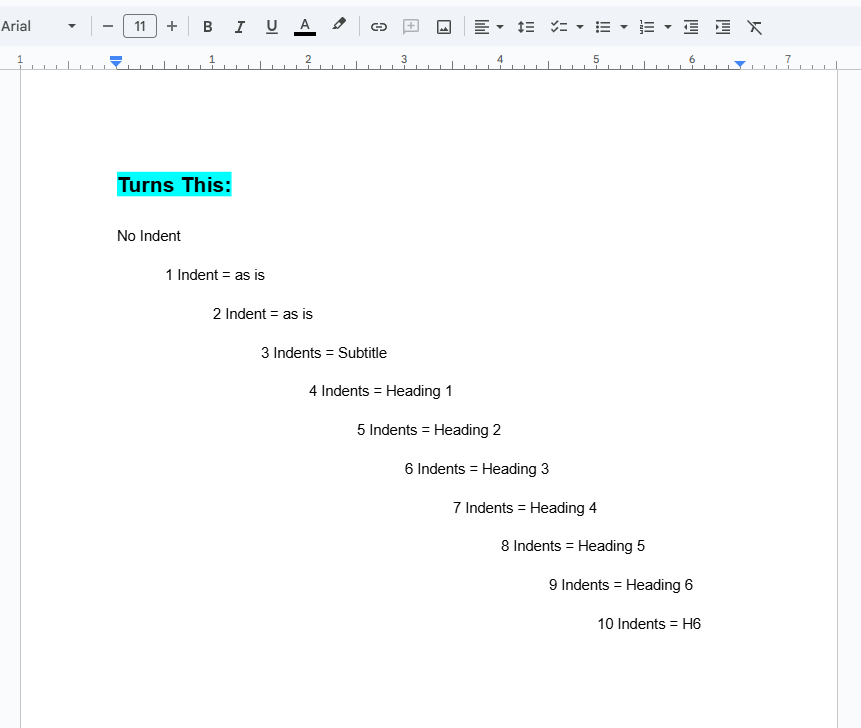 Arial
11
B I U A
1 1 2 3 4 5 6 7
Turns This:
No Indent
1 Indent = as is
2 Indent = as is
3 Indents = Subtitle
4 Indents = Heading 1
5 Indents = Heading 2
6 Indents = Heading 3
7 Indents = Heading 4
8 Indents = Heading 5
9 Indents = Heading 6
10 Indents = H6